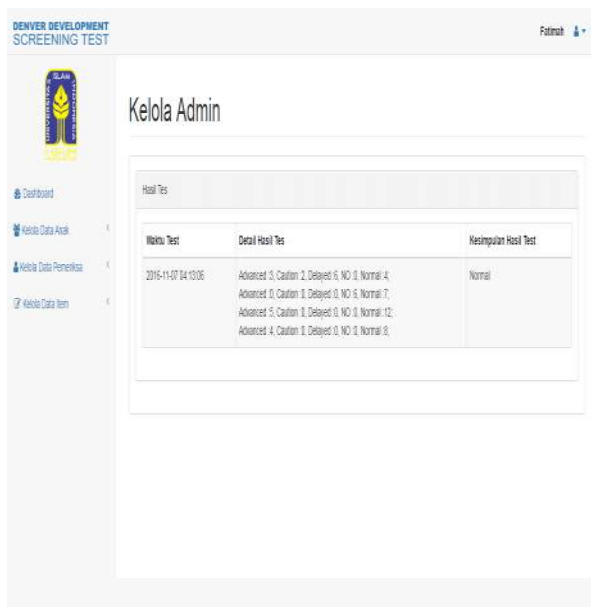 DENVER DEVELOPMENT
SCREENING TEST
Fatimah
ISLAM
UNIVERSITAS
INDONESIA
Kelola Admin
Dashboard
Kelola Data Anak
Kelola Data Pemeriksa
Kelola Data Item
Hasil Tes
Waktu Test Detail Hasil Tes Kesimpulan Hasil Test
2016-11-07 04:13:06 Advanced :3, Caution :2, Delayed :6, NO :0, Normal :4; Normal
Advanced :0, Caution :0, Delayed :0, NO :6, Normal :7;
Advanced :5, Caution :0, Delayed :0, NO :0, Normal :12;
Advanced :4, Caution :0, Delayed :0, NO :0, Normal :8;